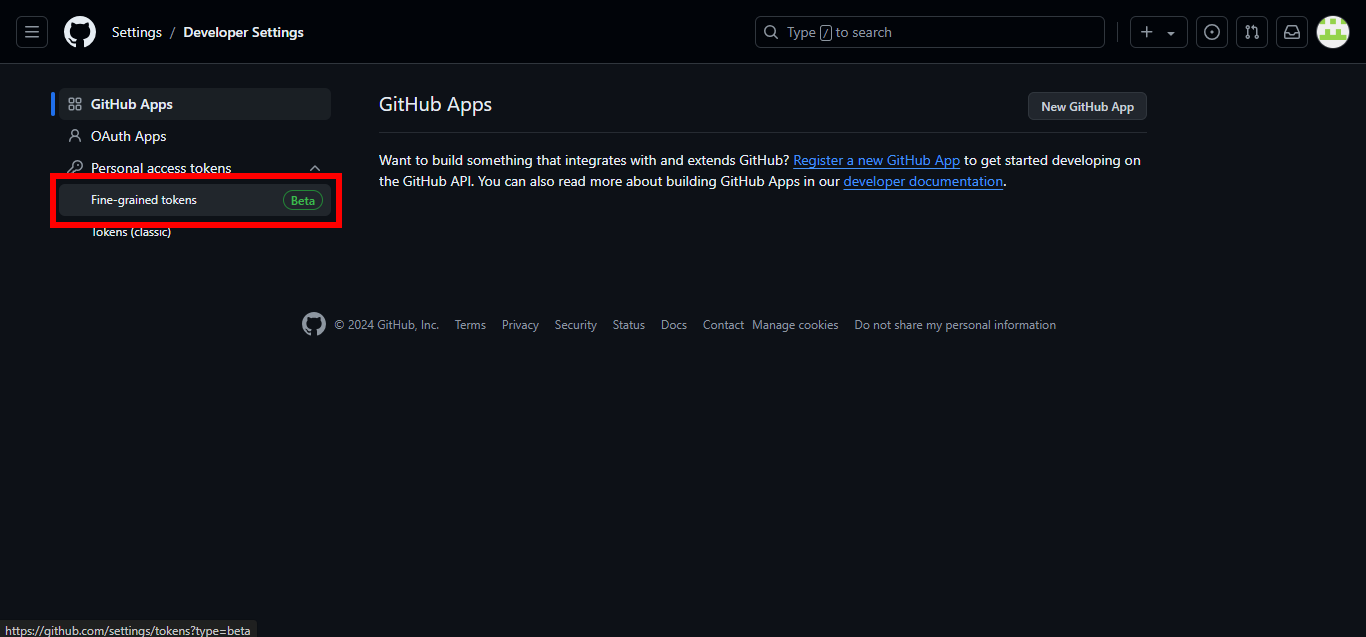 Settings / Developer Settings
Type / to search
GitHub Apps
OAuth Apps
Personal access tokens
Fine-grained tokens Beta
Tokens (classic)
GitHub Apps
New GitHub App
Want to build something that integrates with and extends GitHub? Register a new GitHub App to get started developing on
the GitHub API. You can also read more about building GitHub Apps in our developer documentation.
© 2024 GitHub, Inc. Terms Privacy Security Status Docs Contact Manage cookies Do not share my personal information
https://github.com/settings/tokens?type=beta